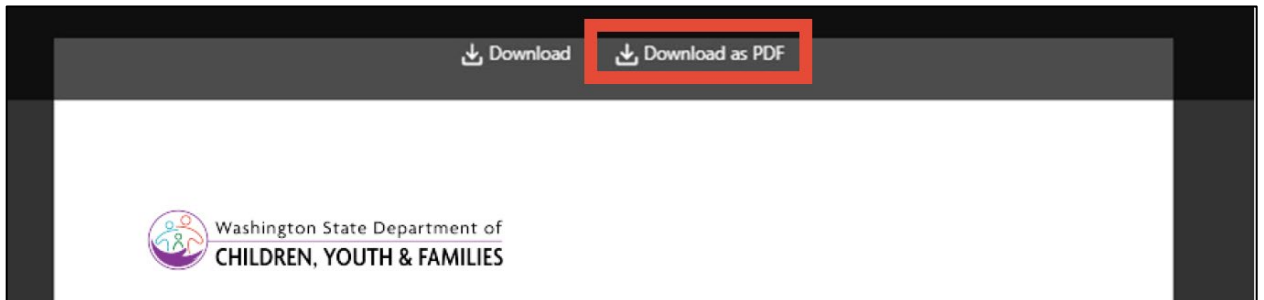 Download Download as PDF
Washington State Department of
CHILDREN, YOUTH & FAMILIES